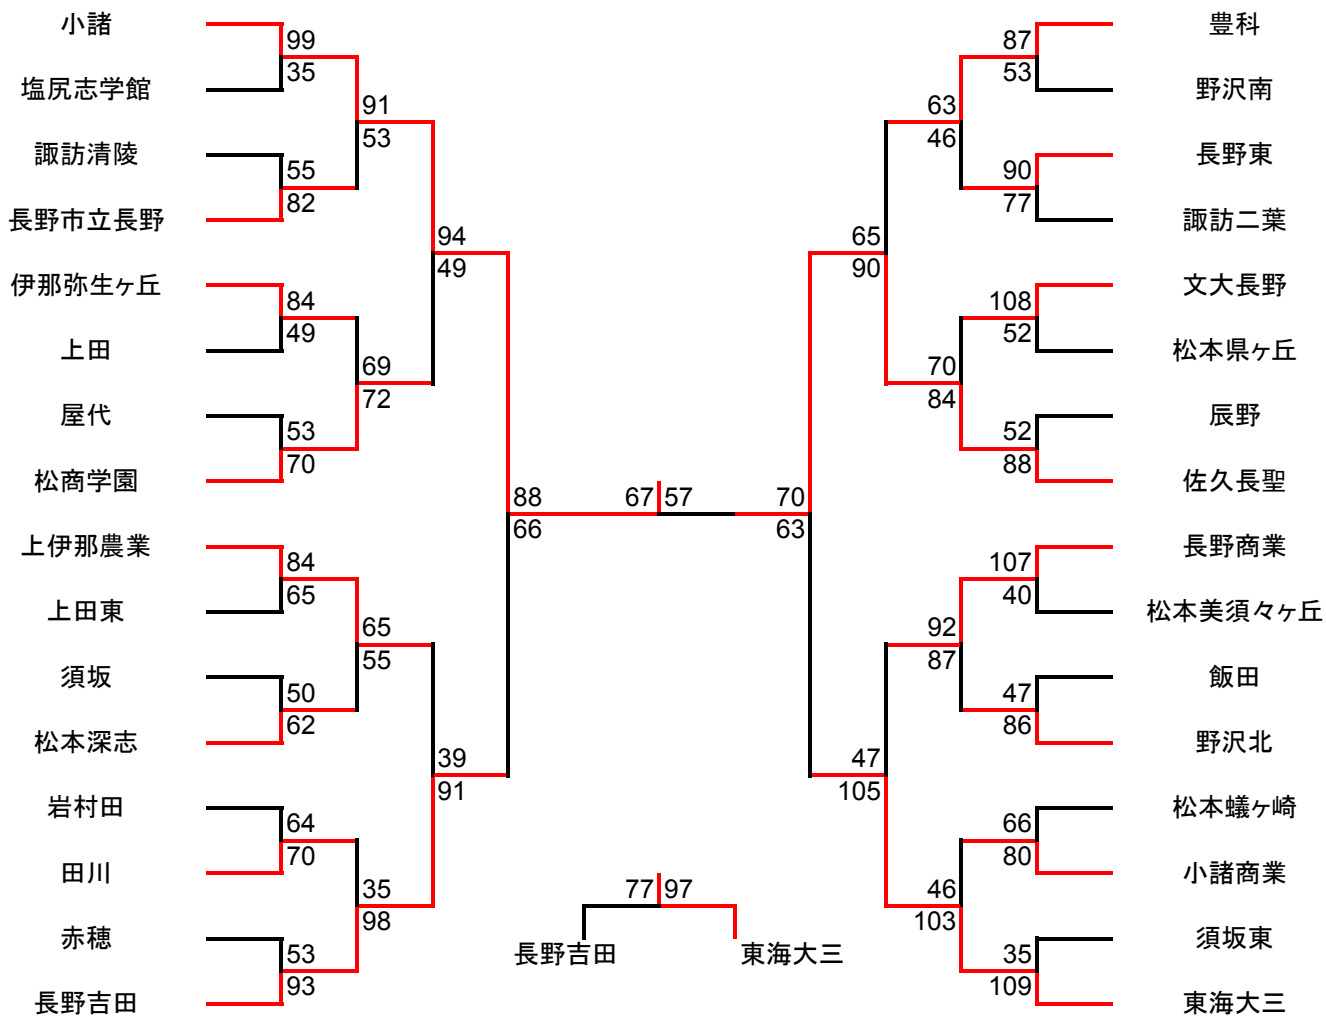 小諸
99
35
塩尻志学館
91
53
諏訪清陵
55
82
長野市立長野
94
49
伊那弥生ヶ丘
84
49
上田
69
72
屋代
53
70
松商学園
88
66
上伊那農業
84
65
上田東
65
55
須坂
50
62
松本深志
39
91
岩村田
64
70
田川
35
98
赤穂
53
93
長野吉田
67 57
77 97
長野吉田 東海大三
豊科
87
53
野沢南
63
46
長野東
90
77
諏訪二葉
65
90
文大長野
108
52
松本県ヶ丘
70
84
辰野
52
88
佐久長聖
70
63
長野商業
107
40
松本美須々ヶ丘
92
87
飯田
47
86
野沢北
47
105
松本蟻ヶ崎
66
80
小諸商業
46
103
須坂東
35
109
東海大三